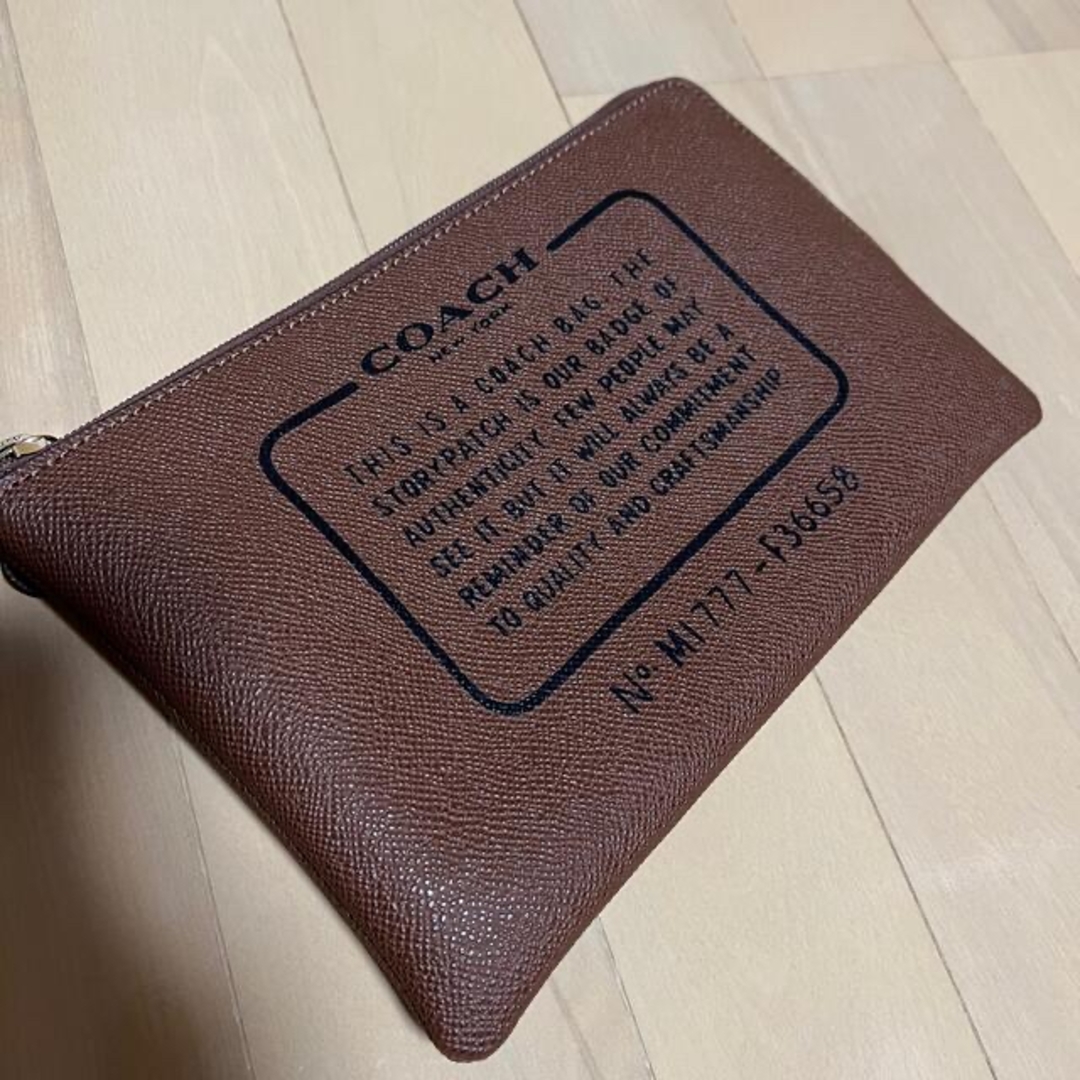 COACH
NEW YORK
THIS IS A COACH BAG. THE
STORYPATCH IS OUR BADGE OF
AUTHENTICITY. FEW PEOPLE MAY
SEE IT, BUT IT WILL ALWAYS BE A
REMINDER OF OUR COMMITMENT
TO QUALITY AND CRAFTSMANSHIP.
Nº. M1777-F36658